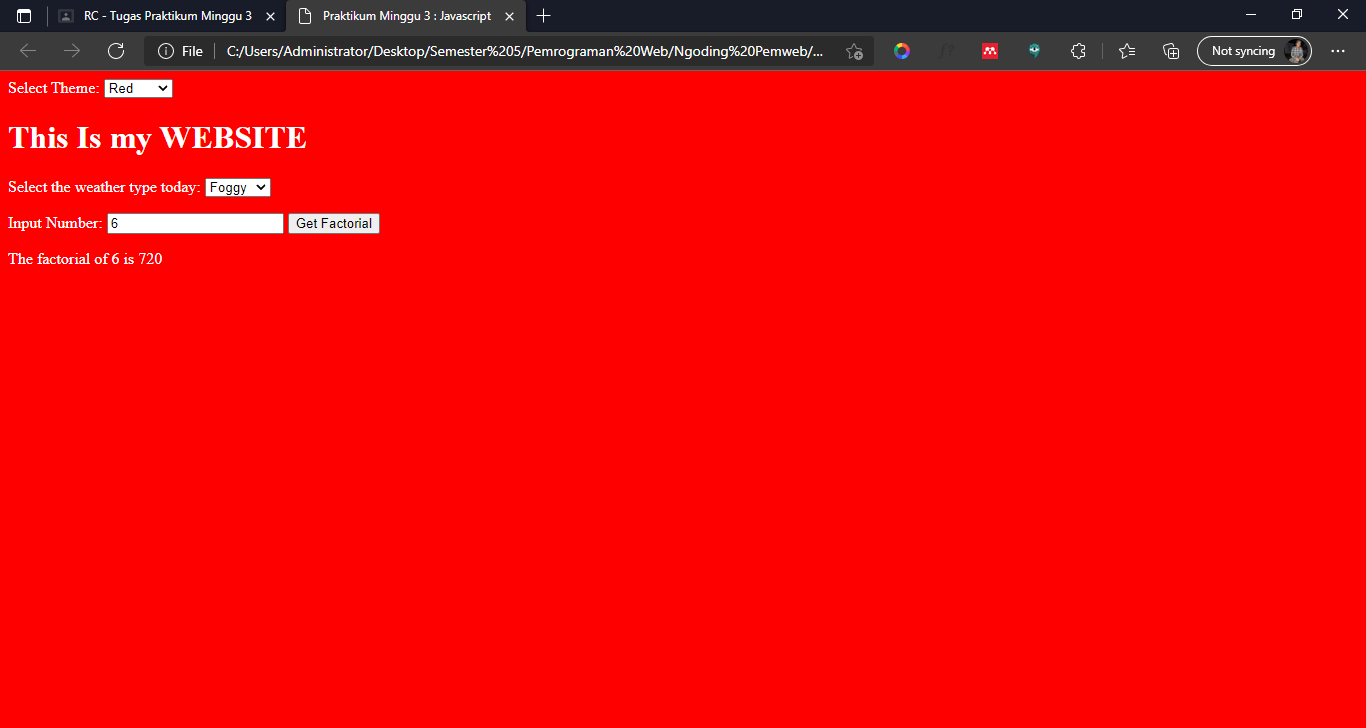 RC - Tugas Praktikum Minggu 3
Praktikum Minggu 3 : Javascript
File
C:/Users/Administrator/Desktop/Semester%205/Pemrograman%20Web/Ngoding%20Pemweb/...
Not syncing
Select Theme: Red
This Is my WEBSITE
Select the weather type today: Foggy
Input Number: 6 Get Factorial
The factorial of 6 is 720